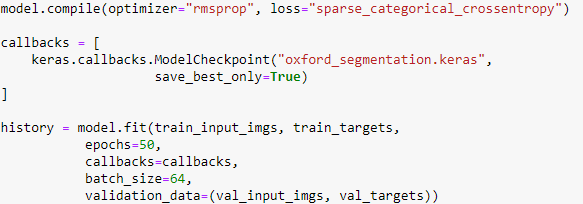 model.compile(optimizer="rmsprop", loss="sparse_categorical_crossentropy")
callbacks = [
    keras.callbacks.ModelCheckpoint("oxford_segmentation.keras",
                    save_best_only=True)
]
history = model.fit(train_input_imgs, train_targets,
           epochs=50,
           callbacks=callbacks,
           batch_size=64,
           validation_data=(val_input_imgs, val_targets))